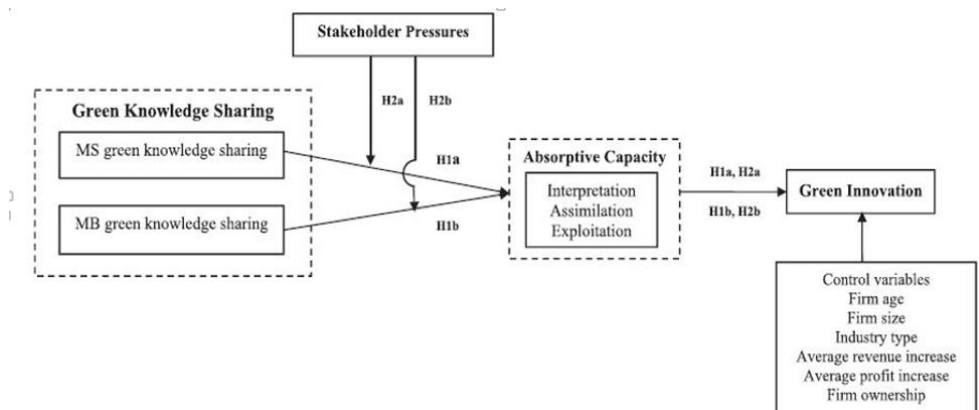 Stakeholder Pressures
H2a
H2b
Green Knowledge Sharing
MS green knowledge sharing
H1a
MB green knowledge sharing
H1b
Absorptive Capacity
Interpretation
Assimilation
Exploitation
H1a, H2a
H1b, H2b
Green Innovation
Control variables
Firm age
Firm size
Industry type
Average revenue increase
Average profit increase
Firm ownership